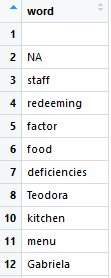 word
1
2 NA
3 staff
4 redeeming
5 factor
6 food
7 deficiencies
8 Teodora
10 kitchen
11 menu
12 Gabriela